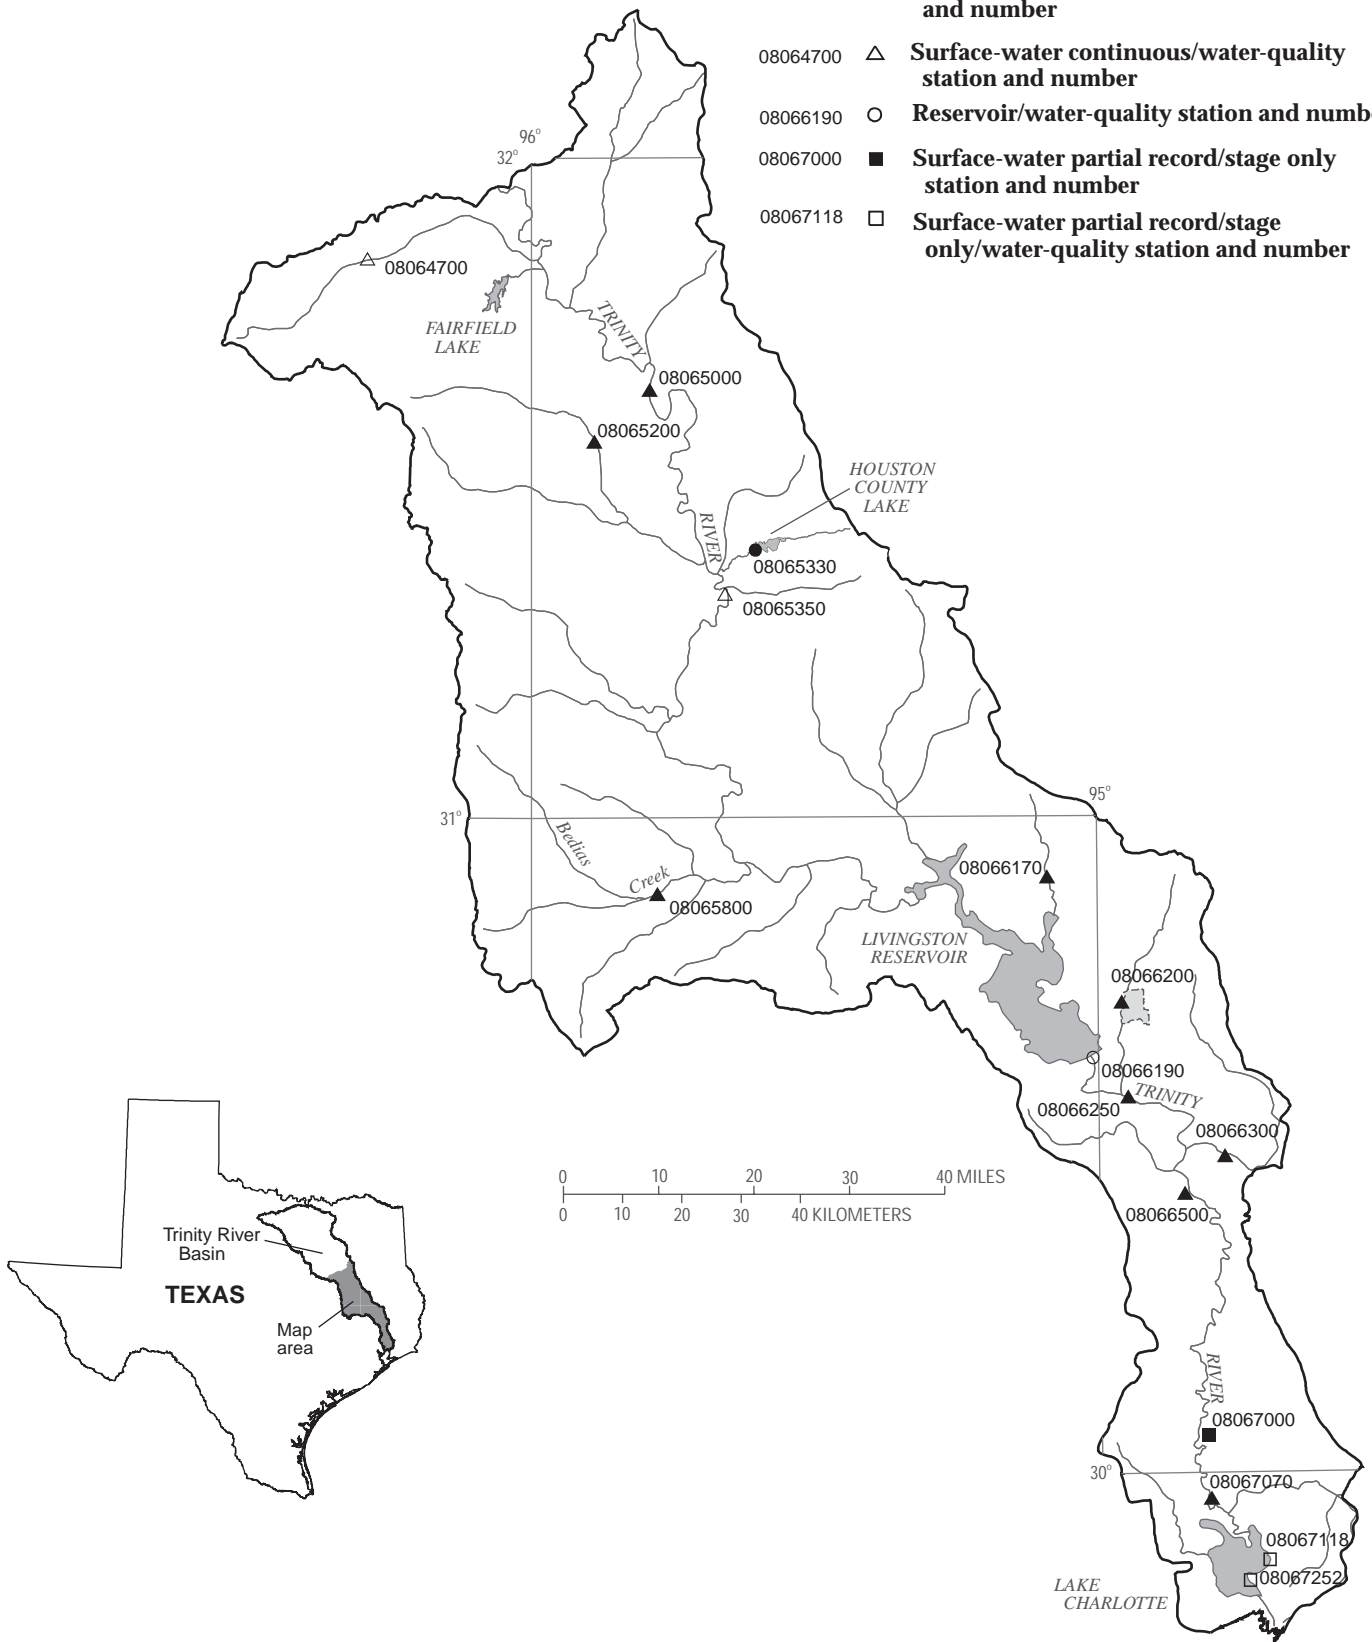 and number
08064700 Surface-water continuous/water-quality
station and number
08066190 Reservoir/water-quality station and numb
08067000 Surface-water partial record/stage only
station and number
08067118 Surface-water partial record/stage
only/water-quality station and number
96°
32°
08064700
FAIRFIELD
LAKE
TRINITY
08065000
08065200
HOUSTON
COUNTY
LAKE
RIVER
08065330
08065350
95°
31°
Bedias
Creek
08065800
08066170
LIVINGSTON
RESERVOIR
08066200
08066190
08066250
TRINITY
08066300
08066500
0 10 20 30 40 MILES
0 10 20 30 40 KILOMETERS
Trinity River
Basin
TEXAS
Map
area
RIVER
08067000
30°
08067070
08067118
08067252
LAKE
CHARLOTTE